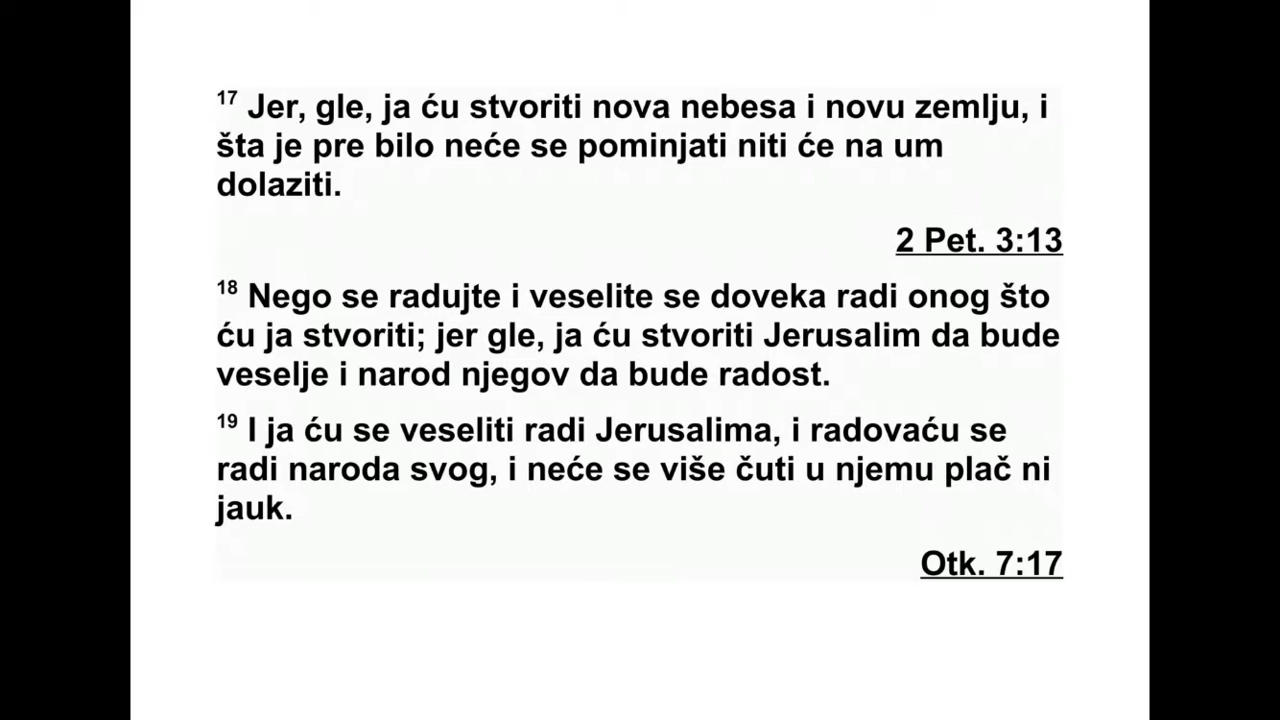 17 Jer, gle, ja ću stvoriti nova nebesa i novu zemlju, i
šta je pre bilo neće se pominjati niti će na um
dolaziti.
2 Pet. 3:13
18 Nego se radujte i veselite se doveka radi onog što
ću ja stvoriti; jer gle, ja ću stvoriti Jerusalim da bude
veselje i narod njegov da bude radost.
19 I ja ću se veseliti radi Jerusalima, i radovaću se
radi naroda svog, i neće se više čuti u njemu plač ni
jauk.
Otk. 7:17